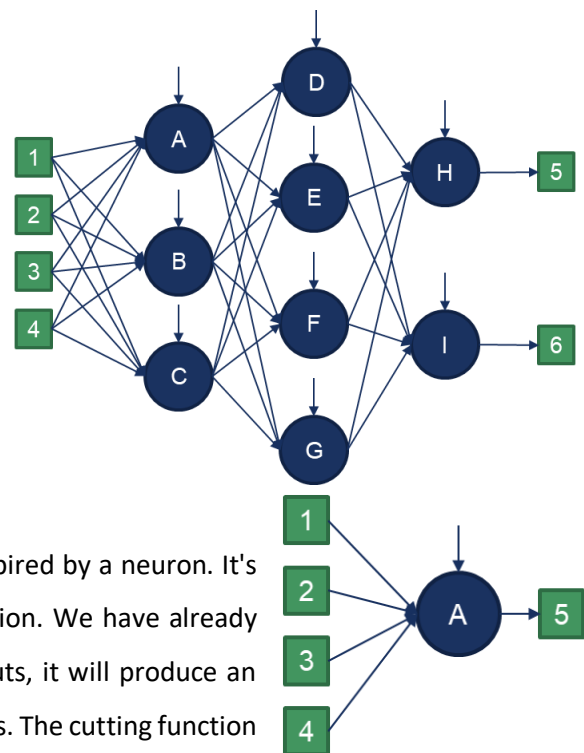 D
A
H
1
5
E
2
B
3
F
4
I
6
C
G
1
pired by a neuron. It's
2
A
5
tion. We have already
3
uts, it will produce an
4
s. The cutting function